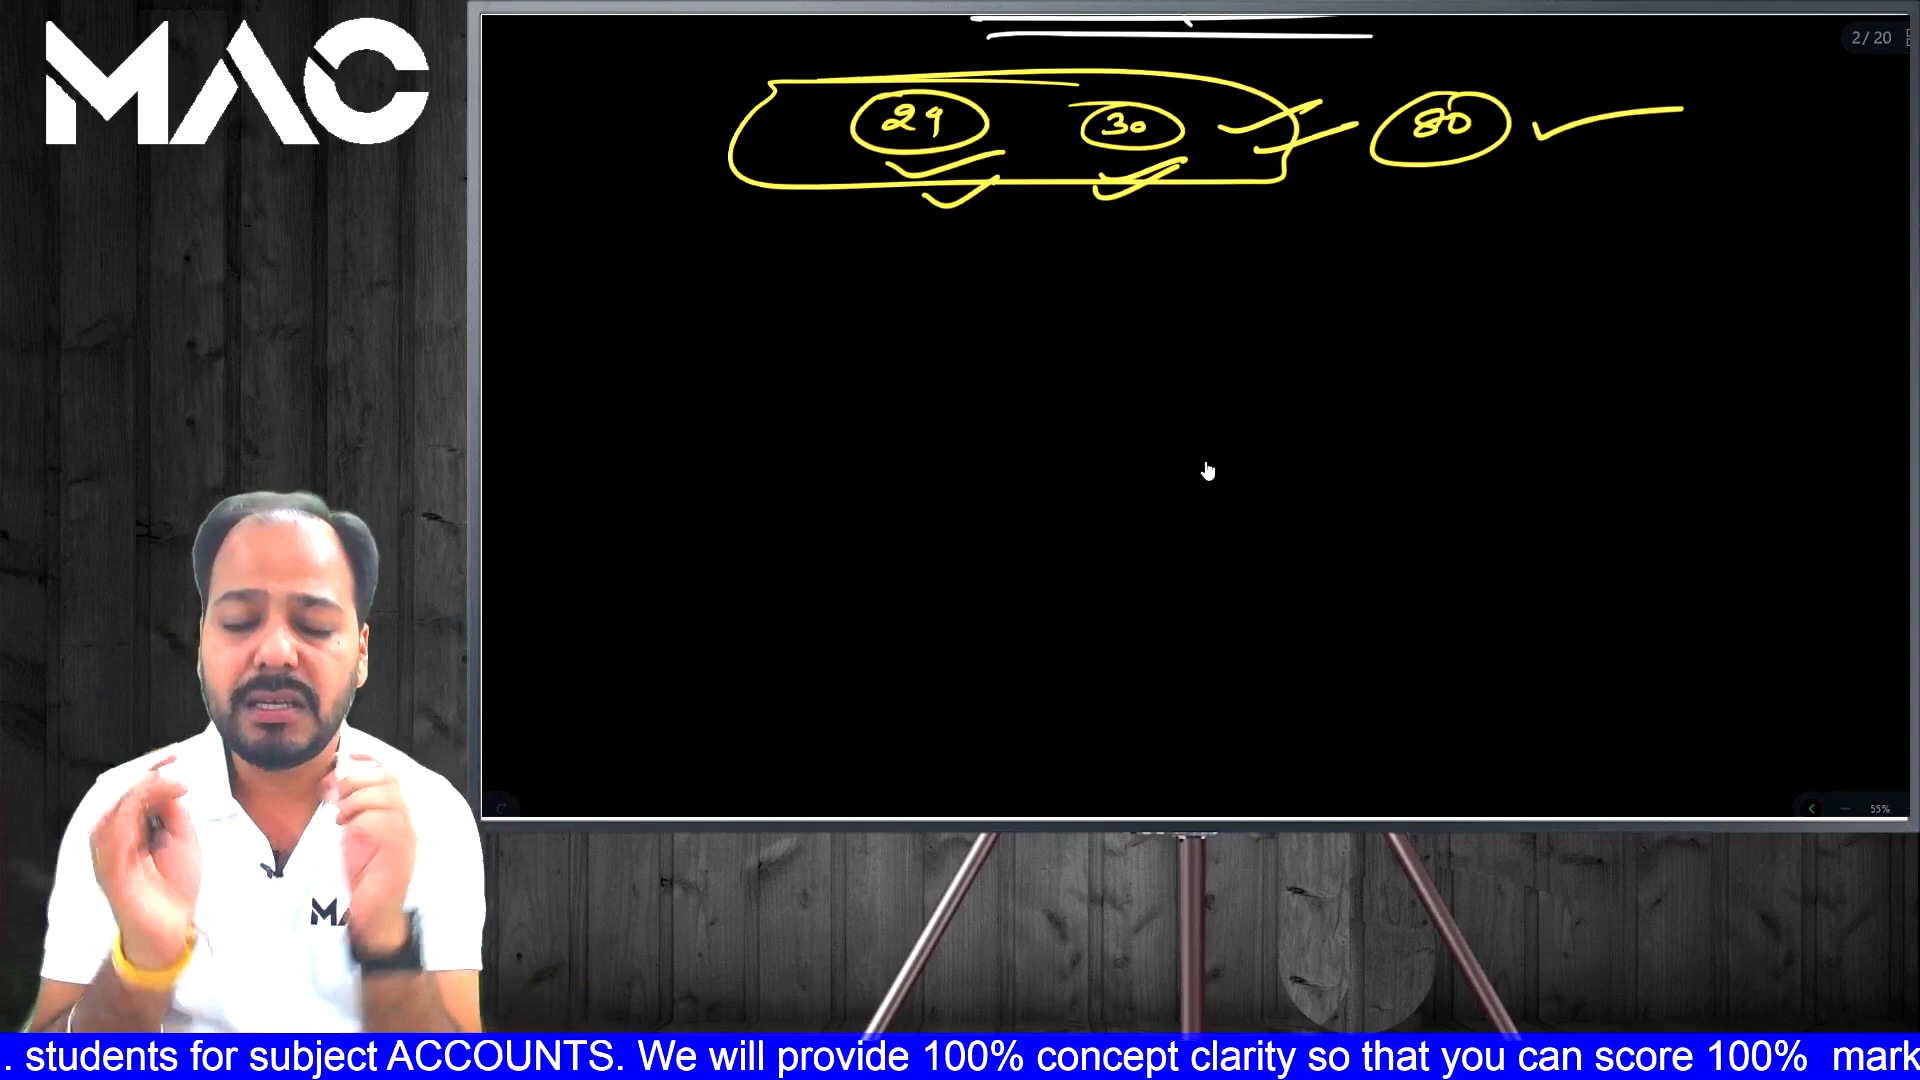 MAC
2/20
29 30 80
55%
MA
. students for subject ACCOUNTS. We will provide 100% concept clarity so that you can score 100% mark